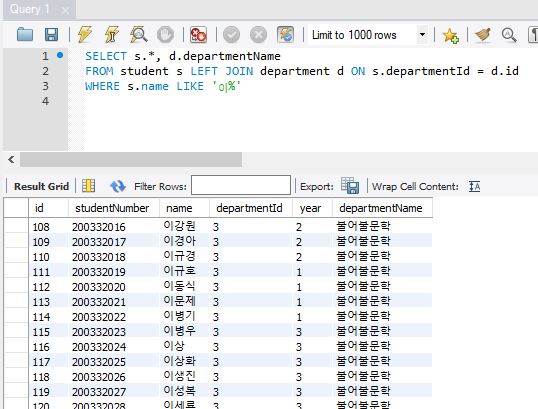 Query 1
Limit to 1000 rows
1 SELECT s.*, d.departmentName
2 FROM student s LEFT JOIN department d ON s.departmentId = d.id
3 WHERE s.name LIKE '이%'
4
Result Grid Filter Rows: Export: Wrap Cell Content: IA
id studentNumber name departmentId year departmentName
108 200332016 이강원 3 2 불어불문학
109 200332017 이경아 3 2 불어불문학
110 200332018 이규경 3 2 불어불문학
111 200332019 이규호 3 1 불어불문학
112 200332020 이동식 3 1 불어불문학
113 200332021 이문제 3 1 불어불문학
114 200332022 이병기 3 1 불어불문학
115 200332023 이병우 3 3 불어불문학
116 200332024 이상 3 3 불어불문학
117 200332025 이상화 3 3 불어불문학
118 200332026 이생진 3 3 불어불문학
119 200332027 이성복 3 3 불어불문학
120 200332028 이세룡 3 3 불어불문학